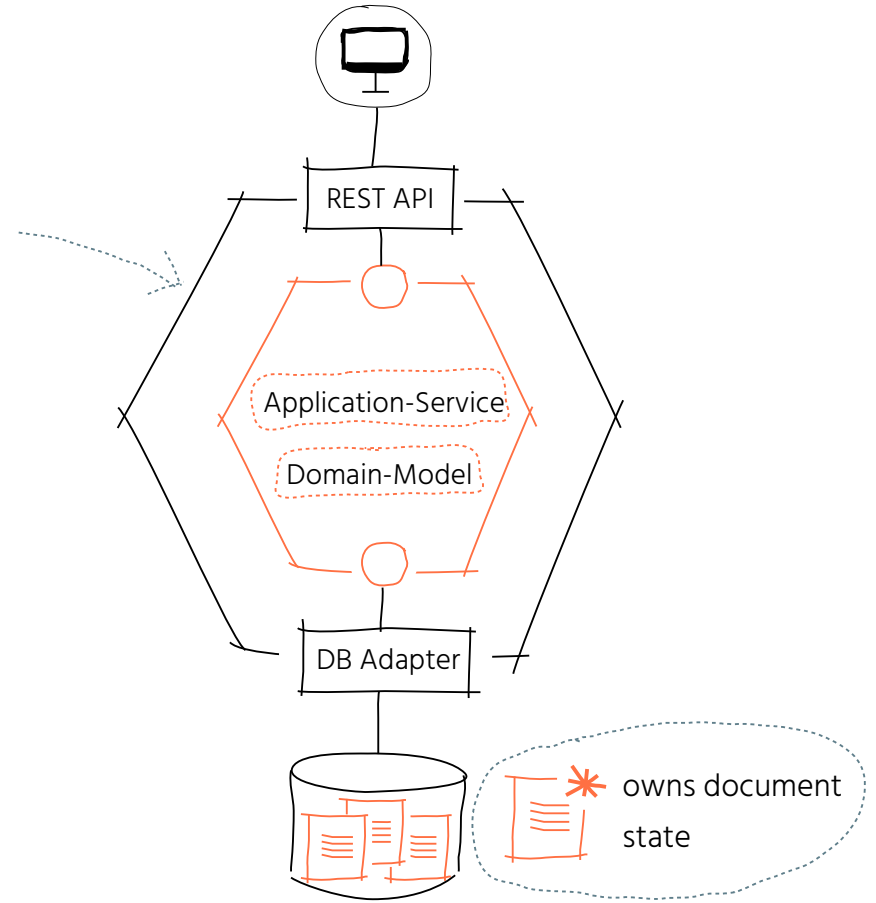 REST API
Application-Service
Domain-Model
DB Adapter
owns document
state